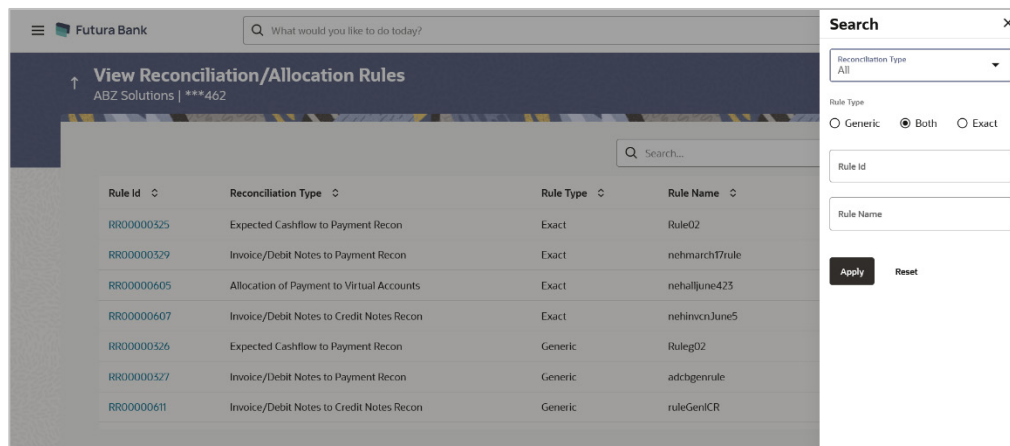 Futura Bank
What would you like to do today?
View Reconciliation/Allocation Rules
ABZ Solutions | ***462
Search...
Rule Id Reconciliation Type Rule Type Rule Name
RR00000325 Expected Cashflow to Payment Recon Exact Rule02
RR00000329 Invoice/Debit Notes to Payment Recon Exact nehmarch17rule
RR00000605 Allocation of Payment to Virtual Accounts Exact nehalljune423
RR00000607 Invoice/Debit Notes to Credit Notes Recon Exact nehinvcnJune5
RR00000326 Expected Cashflow to Payment Recon Generic Ruleg02
RR00000327 Invoice/Debit Notes to Payment Recon Generic adcbgenrule
RR00000611 Invoice/Debit Notes to Credit Notes Recon Generic ruleGenICR
Search
Reconciliation Type
All
Rule Type
Generic Both Exact
Rule Id
Rule Name
Apply Reset